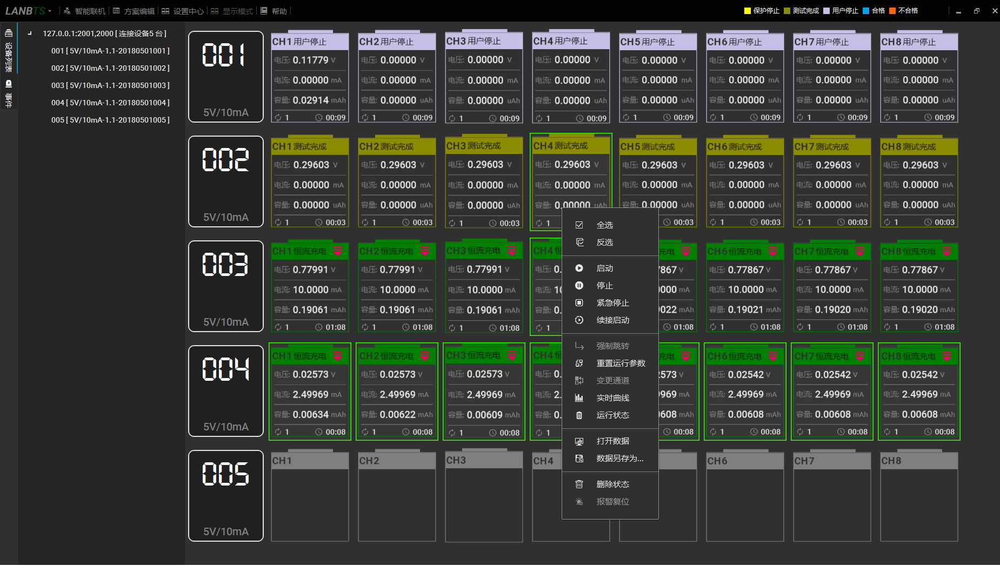 LANBTS 智能联机 方案编辑 设置中心 显示模式 帮助 保护停止 测试完成 用户停止 合格 不合格
设备列表
事件
127.0.0.1:2001,2000 [ 连接设备5 台 ]
001 [ 5V/10mA-1.1-20180501001 ]
002 [ 5V/10mA-1.1-20180501002 ]
003 [ 5V/10mA-1.1-20180501003 ]
004 [ 5V/10mA-1.1-20180501004 ]
005 [ 5V/10mA-1.1-20180501005 ]
001
5V/10mA
CH1 用户停止 CH2 用户停止 CH3 用户停止 CH4 用户停止 CH5 用户停止 CH6 用户停止 CH7 用户停止 CH8 用户停止
电压: 0.11779 V 电压: 0.00000 V 电压: 0.00000 V 电压: 0.00000 V 电压: 0.00000 V 电压: 0.00000 V 电压: 0.00000 V 电压: 0.00000 V
电流: 0.00000 mA 电流: 0.00000 mA 电流: 0.00000 mA 电流: 0.00000 mA 电流: 0.00000 mA 电流: 0.00000 mA 电流: 0.00000 mA 电流: 0.00000 mA
容量: 0.02914 mAh 容量: 0.00000 uAh 容量: 0.00000 uAh 容量: 0.00000 uAh 容量: 0.00000 uAh 容量: 0.00000 uAh 容量: 0.00000 uAh 容量: 0.00000 uAh
1 00:09 1 00:09 1 00:09 1 00:09 1 00:09 1 00:09 1 00:09 1 00:09
002
5V/10mA
CH1 测试完成 CH2 测试完成 CH3 测试完成 CH4 测试完成 CH5 测试完成 CH6 测试完成 CH7 测试完成 CH8 测试完成
电压: 0.29603 V 电压: 0.29603 V 电压: 0.29603 V 电压: 0.29603 V 电压: 0.29603 V 电压: 0.29603 V 电压: 0.29603 V 电压: 0.29603 V
电流: 0.00000 mA 电流: 0.00000 mA 电流: 0.00000 mA 电流: 0.00000 mA 电流: 0.00000 mA 电流: 0.00000 mA 电流: 0.00000 mA 电流: 0.00000 mA
容量: 0.00000 uAh 容量: 0.00000 uAh 容量: 0.00000 uAh 容量: 0.00000 uAh 容量: 0.00000 uAh 容量: 0.00000 uAh 容量: 0.00000 uAh 容量: 0.00000 uAh
1 00:03 1 00:03 1 00:03 1 00:03 1 00:03 1 00:03 1 00:03
003
5V/10mA
CH1 恒流充电 CH2 恒流充电 CH3 恒流充电 CH4 充电 CH6 恒流充电 CH7 恒流充电 CH8 恒流充电
电压: 0.77991 V 电压: 0.77991 V 电压: 0.77991 V 电压: 0. 7867 V 电压: 0.77867 V 电压: 0.77867 V 电压: 0.77867 V
电流: 10.0000 mA 电流: 10.0000 mA 电流: 10.0000 mA 电流: 10 000 mA 电流: 10.0000 mA 电流: 10.0000 mA 电流: 10.0000 mA
容量: 0.19061 mAh 容量: 0.19061 mAh 容量: 0.19061 mAh 容量: 0. 9022 mAh 容量: 0.19021 mAh 容量: 0.19020 mAh 容量: 0.19020 mAh
1 01:08 1 01:08 1 01:08 1 01:08 1 01:08 1 01:08 1 01:08
004
5V/10mA
CH1 恒流充电 CH2 恒流充电 CH3 恒流充电 CH4 充电 CH6 恒流充电 CH7 恒流充电 CH8 恒流充电
电压: 0.02573 V 电压: 0.02573 V 电压: 0.02573 V 电压: 0. 2573 V 电压: 0.02542 V 电压: 0.02542 V 电压: 0.02542 V
电流: 2.49969 mA 电流: 2.49969 mA 电流: 2.49969 mA 电流: 2. 969 mA 电流: 2.49969 mA 电流: 2.49969 mA 电流: 2.49969 mA
容量: 0.00634 mAh 容量: 0.00622 mAh 容量: 0.00609 mAh 容量: 0. 0608 mAh 容量: 0.00608 mAh 容量: 0.00608 mAh 容量: 0.00608 mAh
1 00:08 1 00:08 1 00:08 1 00:08 1 00:08 1 00:08 1 00:08
005
5V/10mA
CH1 CH2 CH3 CH4 CH6 CH7 CH8
全选
反选
启动
停止
紧急停止
续接启动
强制跳转
重置运行参数
变更通道
实时曲线
运行状态
打开数据
数据另存为...
删除状态
报警复位